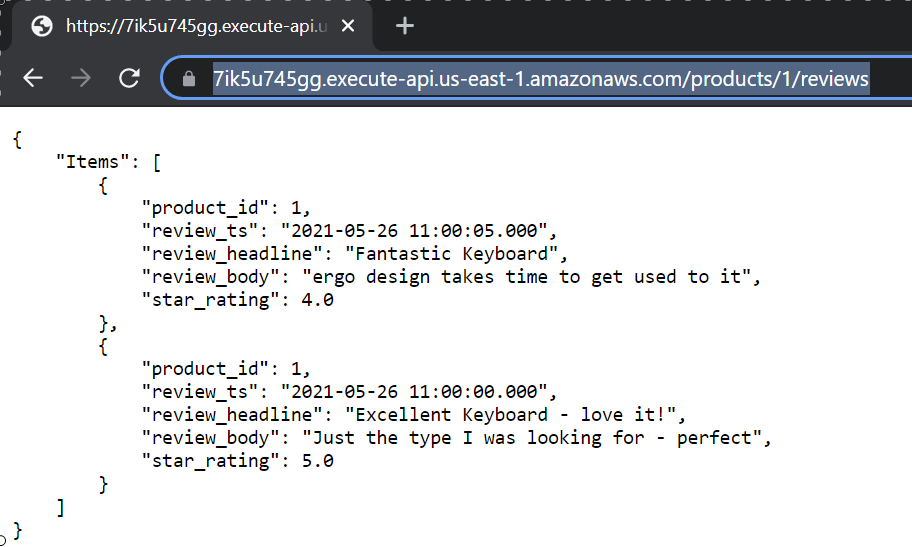 https://7ik5u745gg.execute-api.u
7ik5u745gg.execute-api.us-east-1.amazonaws.com/products/1/reviews
{
    "Items": [
        {
            "product_id": 1,
            "review_ts": "2021-05-26 11:00:05.000",
            "review_headline": "Fantastic Keyboard",
            "review_body": "ergo design takes time to get used to it",
            "star_rating": 4.0
        },
        {
            "product_id": 1,
            "review_ts": "2021-05-26 11:00:00.000",
            "review_headline": "Excellent Keyboard - love it!",
            "review_body": "Just the type I was looking for - perfect",
            "star_rating": 5.0
        }
    ]
}